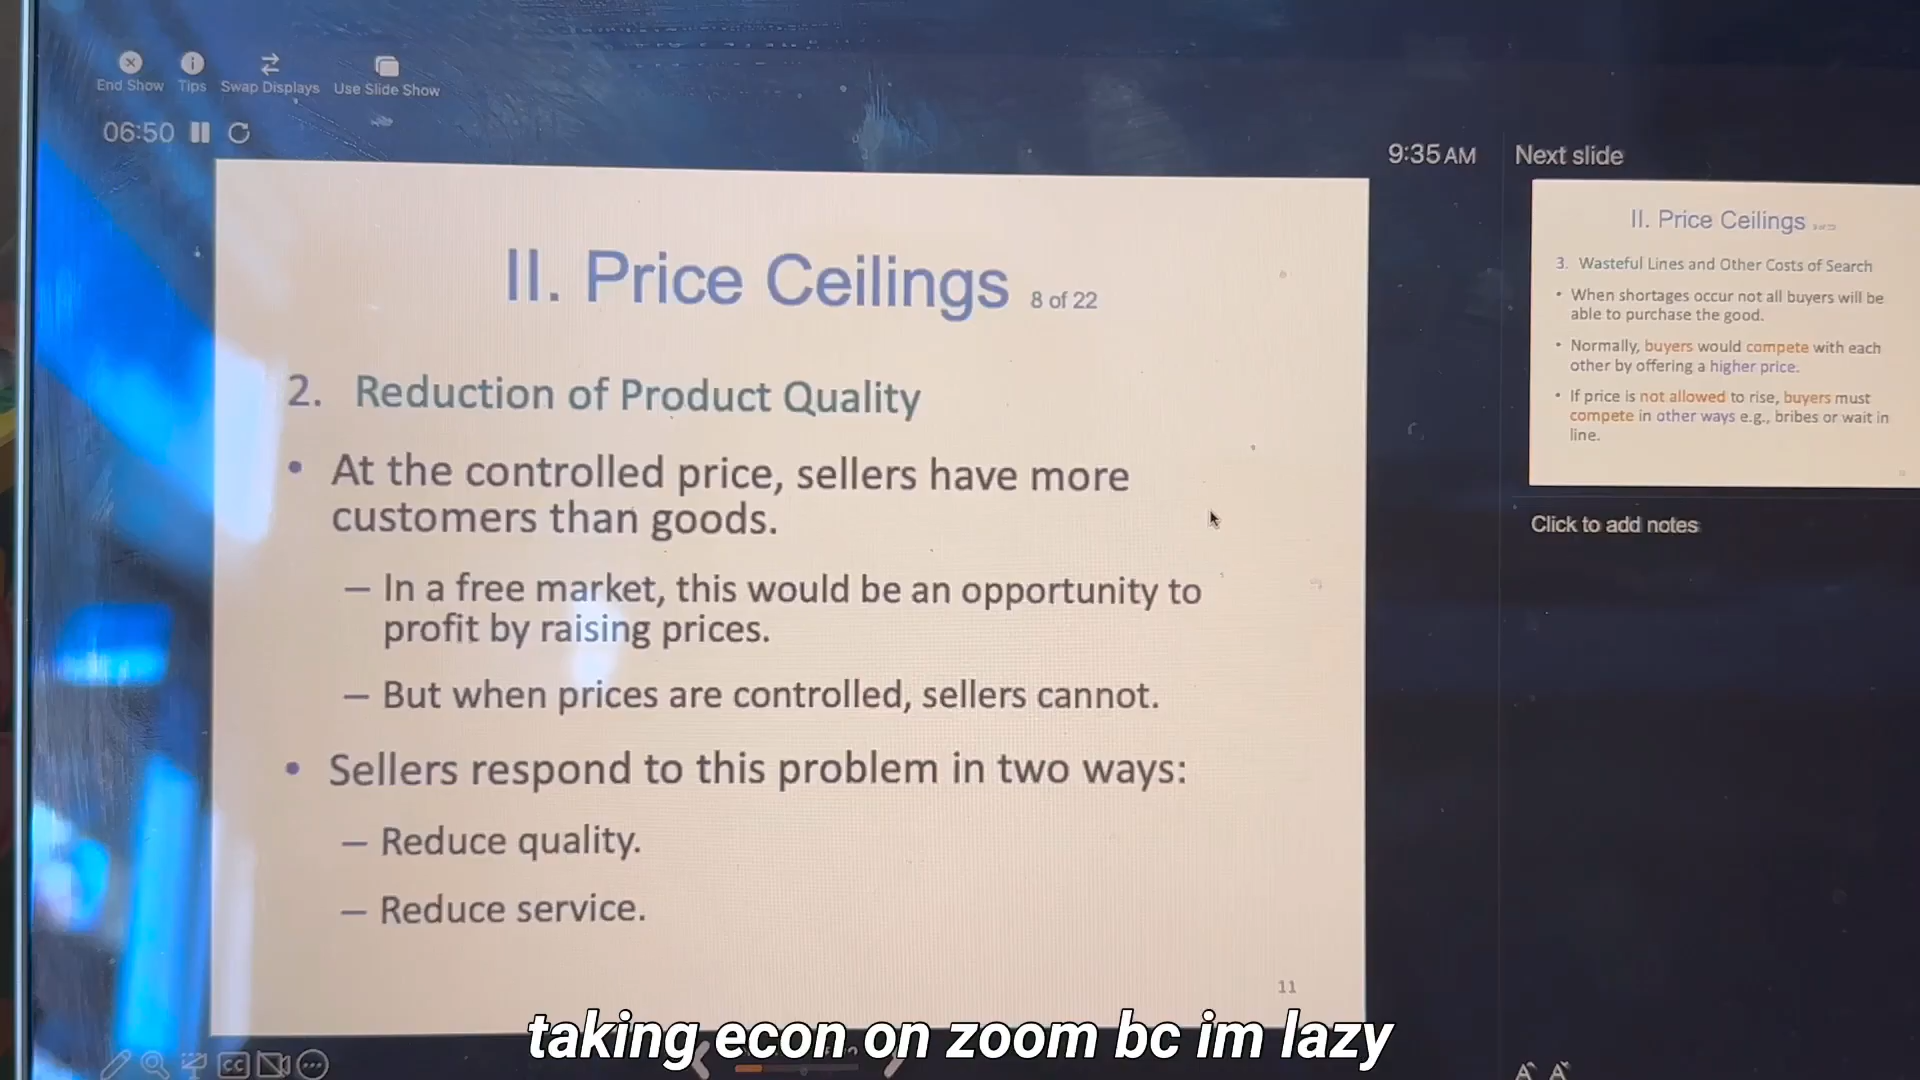 End Show Tips Swap Displays Use Slide Show
06:50
9:35 AM
Next slide
II. Price Ceilings 8 of 22
2. Reduction of Product Quality
• At the controlled price, sellers have more
customers than goods.
– In a free market, this would be an opportunity to
profit by raising prices.
– But when prices are controlled, sellers cannot.
• Sellers respond to this problem in two ways:
– Reduce quality.
– Reduce service.
11
II. Price Ceilings
3. Wasteful Lines and Other Costs of Search
• When shortages occur not all buyers will be
able to purchase the good.
• Normally, buyers would compete with each
other by offering a higher price.
• If price is not allowed to rise, buyers must
compete in other ways e.g., bribes or wait in
line.
Click to add notes
taking econ on zoom bc im lazy
CC
A A